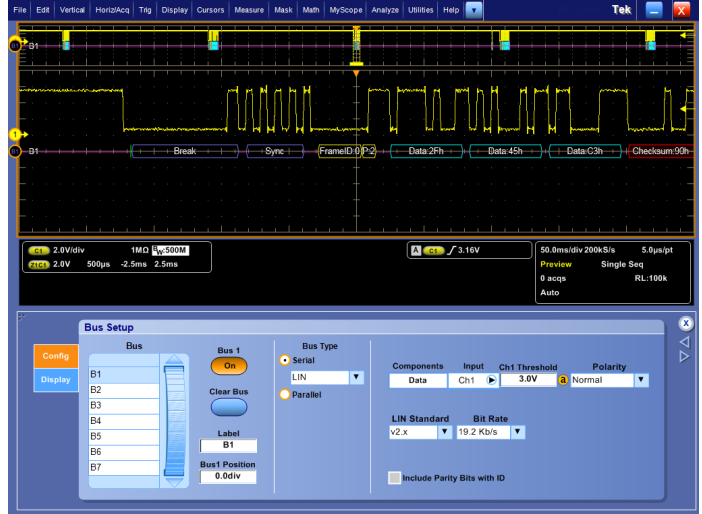 File Edit Vertical Horiz/Acq Trig Display Cursors Measure Mask Math MyScope Analyze Utilities Help Tek X
B1 B1
1
B1 B1 Break Sync FrameID:0 P:2 Data:2Fh Data:45h Data:C3h Checksum:90h
C1 2.0V/div 1MΩ BW:500M
Z1C1 2.0V 500µs -2.5ms 2.5ms
A C1 3.16V
50.0ms/div 200kS/s 5.0µs/pt
Preview Single Seq
0 acqs RL:100k
Auto
Bus Setup X
Config
Display
Bus
B1
B2
B3
B4
B5
B6
B7
Bus 1
On
Clear Bus
Label
B1
Bus1 Position
0.0div
Bus Type
Serial
LIN
Parallel
Components Input Ch1 Threshold Polarity
Data Ch1 3.0V a Normal
LIN Standard Bit Rate
v2.x 19.2 Kb/s
Include Parity Bits with ID